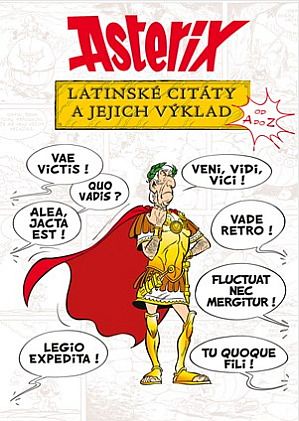 Asterix
LATINSKÉ CITÁTY
A JEJICH VÝKLAD
OD
A DO Z
VAE
VICTIS !
QUO
VADIS ?
ALEA,
JACTA
EST !
VENI, VIDI,
VICI !
VADE
RETRO !
FLUCTUAT
NEC
MERGITUR !
LEGIO
EXPEDITA !
TU QUOQUE
FILI !